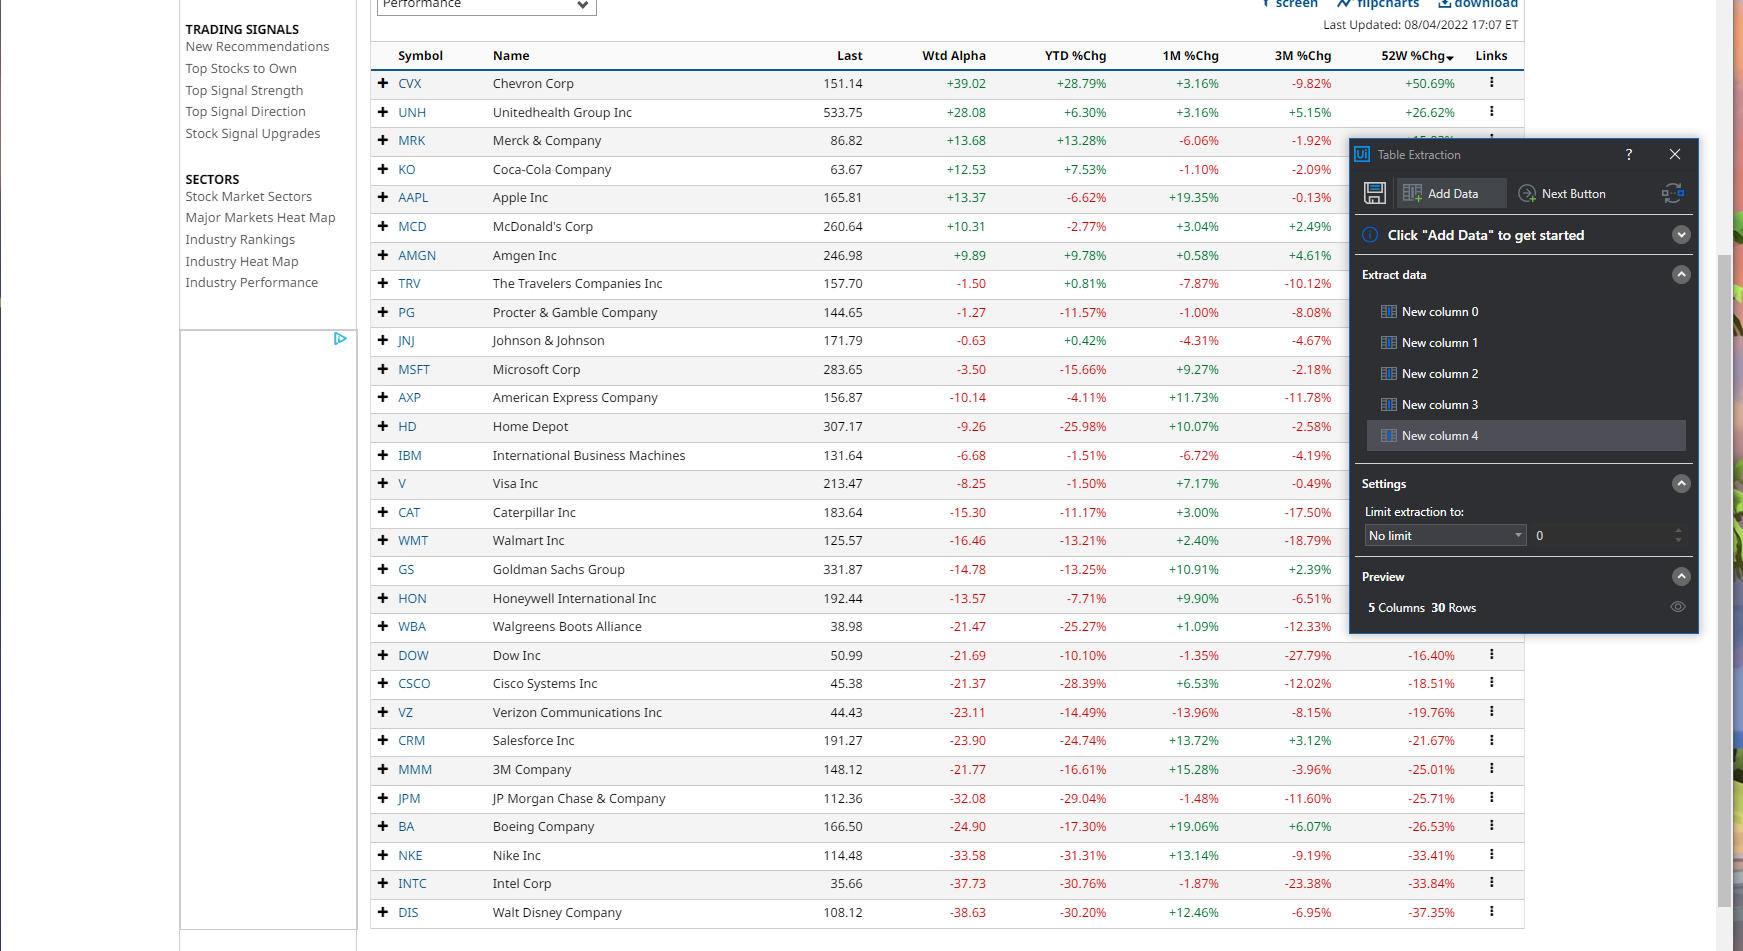 Performance
screen flipcharts download
Last Updated: 08/04/2022 17:07 ET
TRADING SIGNALS
New Recommendations
Top Stocks to Own
Top Signal Strength
Top Signal Direction
Stock Signal Upgrades
SECTORS
Stock Market Sectors
Major Markets Heat Map
Industry Rankings
Industry Heat Map
Industry Performance
Symbol Name Last Wtd Alpha YTD %Chg 1M %Chg 3M %Chg 52W %Chg Links
CVX Chevron Corp 151.14 +39.02 +28.79% +3.16% -9.82% +50.69%
UNH Unitedhealth Group Inc 533.75 +28.08 +6.30% +3.16% +5.15% +26.62%
MRK Merck & Company 86.82 +13.68 +13.28% -6.06% -1.92%
KO Coca-Cola Company 63.67 +12.53 +7.53% -1.10% -2.09%
AAPL Apple Inc 165.81 +13.37 -6.62% +19.35% -0.13%
MCD McDonald's Corp 260.64 +10.31 -2.77% +3.04% +2.49%
AMGN Amgen Inc 246.98 +9.89 +9.78% +0.58% +4.61%
TRV The Travelers Companies Inc 157.70 -1.50 +0.81% -7.87% -10.12%
PG Procter & Gamble Company 144.65 -1.27 -11.57% -1.00% -8.08%
JNJ Johnson & Johnson 171.79 -0.63 +0.42% -4.31% -4.67%
MSFT Microsoft Corp 283.65 -3.50 -15.66% +9.27% -2.18%
AXP American Express Company 156.87 -10.14 -4.11% +11.73% -11.78%
HD Home Depot 307.17 -9.26 -25.98% +10.07% -2.58%
IBM International Business Machines 131.64 -6.68 -1.51% -6.72% -4.19%
V Visa Inc 213.47 -8.25 -1.50% +7.17% -0.49%
CAT Caterpillar Inc 183.64 -15.30 -11.17% +3.00% -17.50%
WMT Walmart Inc 125.57 -16.46 -13.21% +2.40% -18.79%
GS Goldman Sachs Group 331.87 -14.78 -13.25% +10.91% +2.39%
HON Honeywell International Inc 192.44 -13.57 -7.71% +9.90% -6.51%
WBA Walgreens Boots Alliance 38.98 -21.47 -25.27% +1.09% -12.33%
DOW Dow Inc 50.99 -21.69 -10.10% -1.35% -27.79% -16.40%
CSCO Cisco Systems Inc 45.38 -21.37 -28.39% +6.53% -12.02% -18.51%
VZ Verizon Communications Inc 44.43 -23.11 -14.49% -13.96% -8.15% -19.76%
CRM Salesforce Inc 191.27 -23.90 -24.74% +13.72% +3.12% -21.67%
MMM 3M Company 148.12 -21.77 -16.61% +15.28% -3.96% -25.01%
JPM JP Morgan Chase & Company 112.36 -32.08 -29.04% -1.48% -11.60% -25.71%
BA Boeing Company 166.50 -24.90 -17.30% +19.06% +6.07% -26.53%
NKE Nike Inc 114.48 -33.58 -31.31% +13.14% -9.19% -33.41%
INTC Intel Corp 35.66 -37.73 -30.76% -1.87% -23.38% -33.84%
DIS Walt Disney Company 108.12 -38.63 -30.20% +12.46% -6.95% -37.35%
Ui Table Extraction ?
Add Data Next Button
Click "Add Data" to get started
Extract data
New column 0
New column 1
New column 2
New column 3
New column 4
Settings
Limit extraction to:
No limit 0
Preview
5 Columns 30 Rows